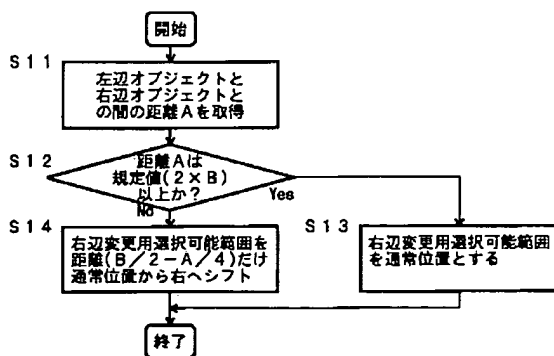 開始
S11
左辺オブジェクトと
右辺オブジェクトと
の間の距離Aを取得
S12
距離Aは
規定値(2×B)
以上か?
Yes
No
S14
右辺変更用選択可能範囲を
距離(B/2-A/4)だけ
通常位置から右へシフト
S13
右辺変更用選択可能範囲
を通常位置とする
終了